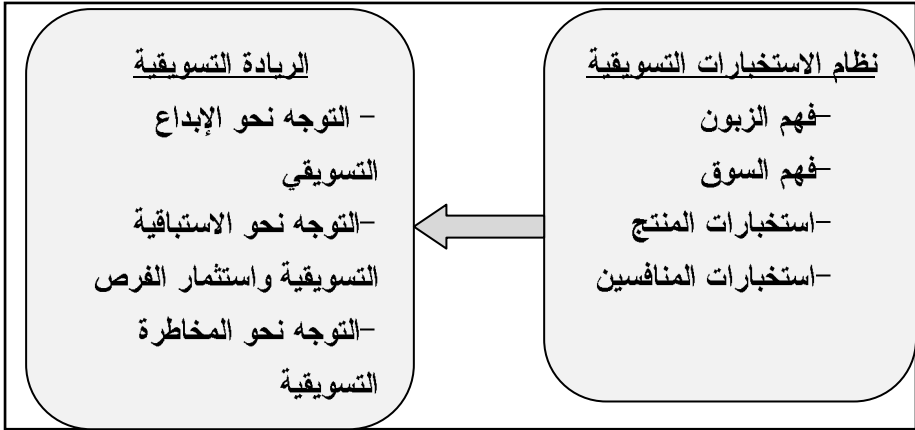 نظام الاستخبارات التسويقية
-فهم الزبون
-فهم السوق
-استخبارات المنتج
-استخبارات المنافسين
الريادة التسويقية
- التوجه نحو الإبداع
التسويقي
-التوجه نحو الاستباقية
التسويقية واستثمار الفرص
-التوجه نحو المخاطرة
التسويقية